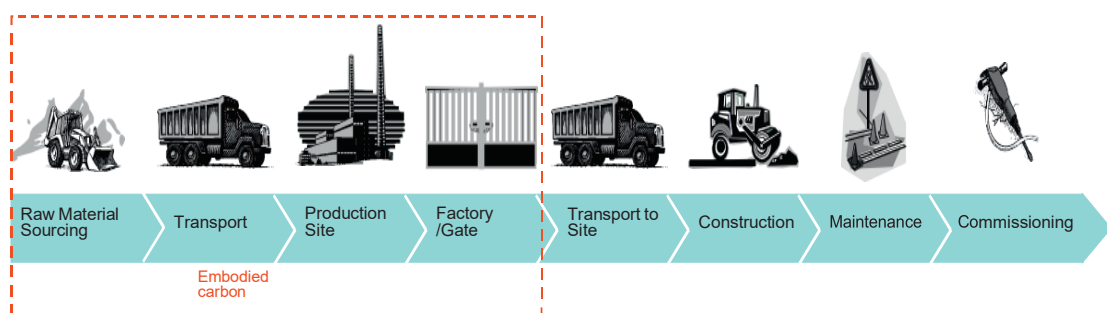 Raw Material
Sourcing
Transport
Production
Site
Factory
/Gate
Transport to
Site
Construction
Maintenance
Commissioning
Embodied
carbon